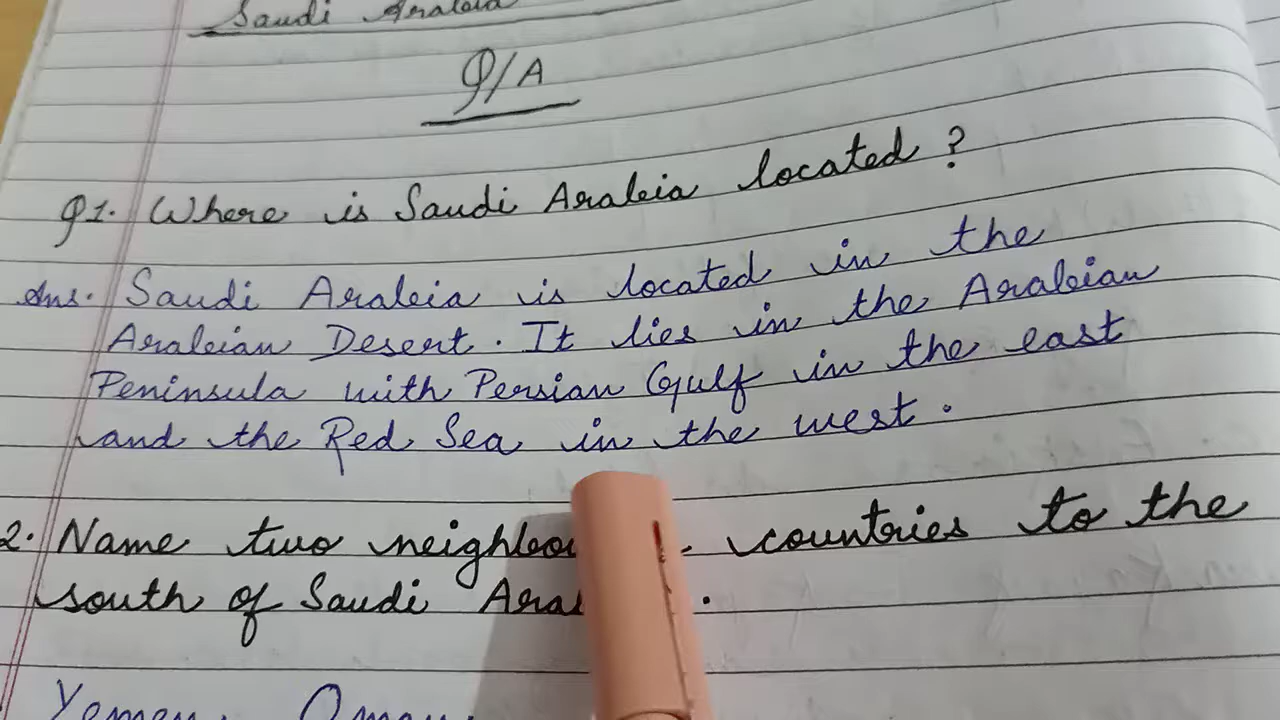 Saudi Arabia
Q/A
Q1. Where is Saudi Arabia located?
Ans. Saudi Arabia is located in the
Arabian Desert. It lies in the Arabian
Peninsula with Persian Gulf in the east
and the Red Sea in the west.
2. Name two countries to the
south of Saudi
Yemen, Oman.